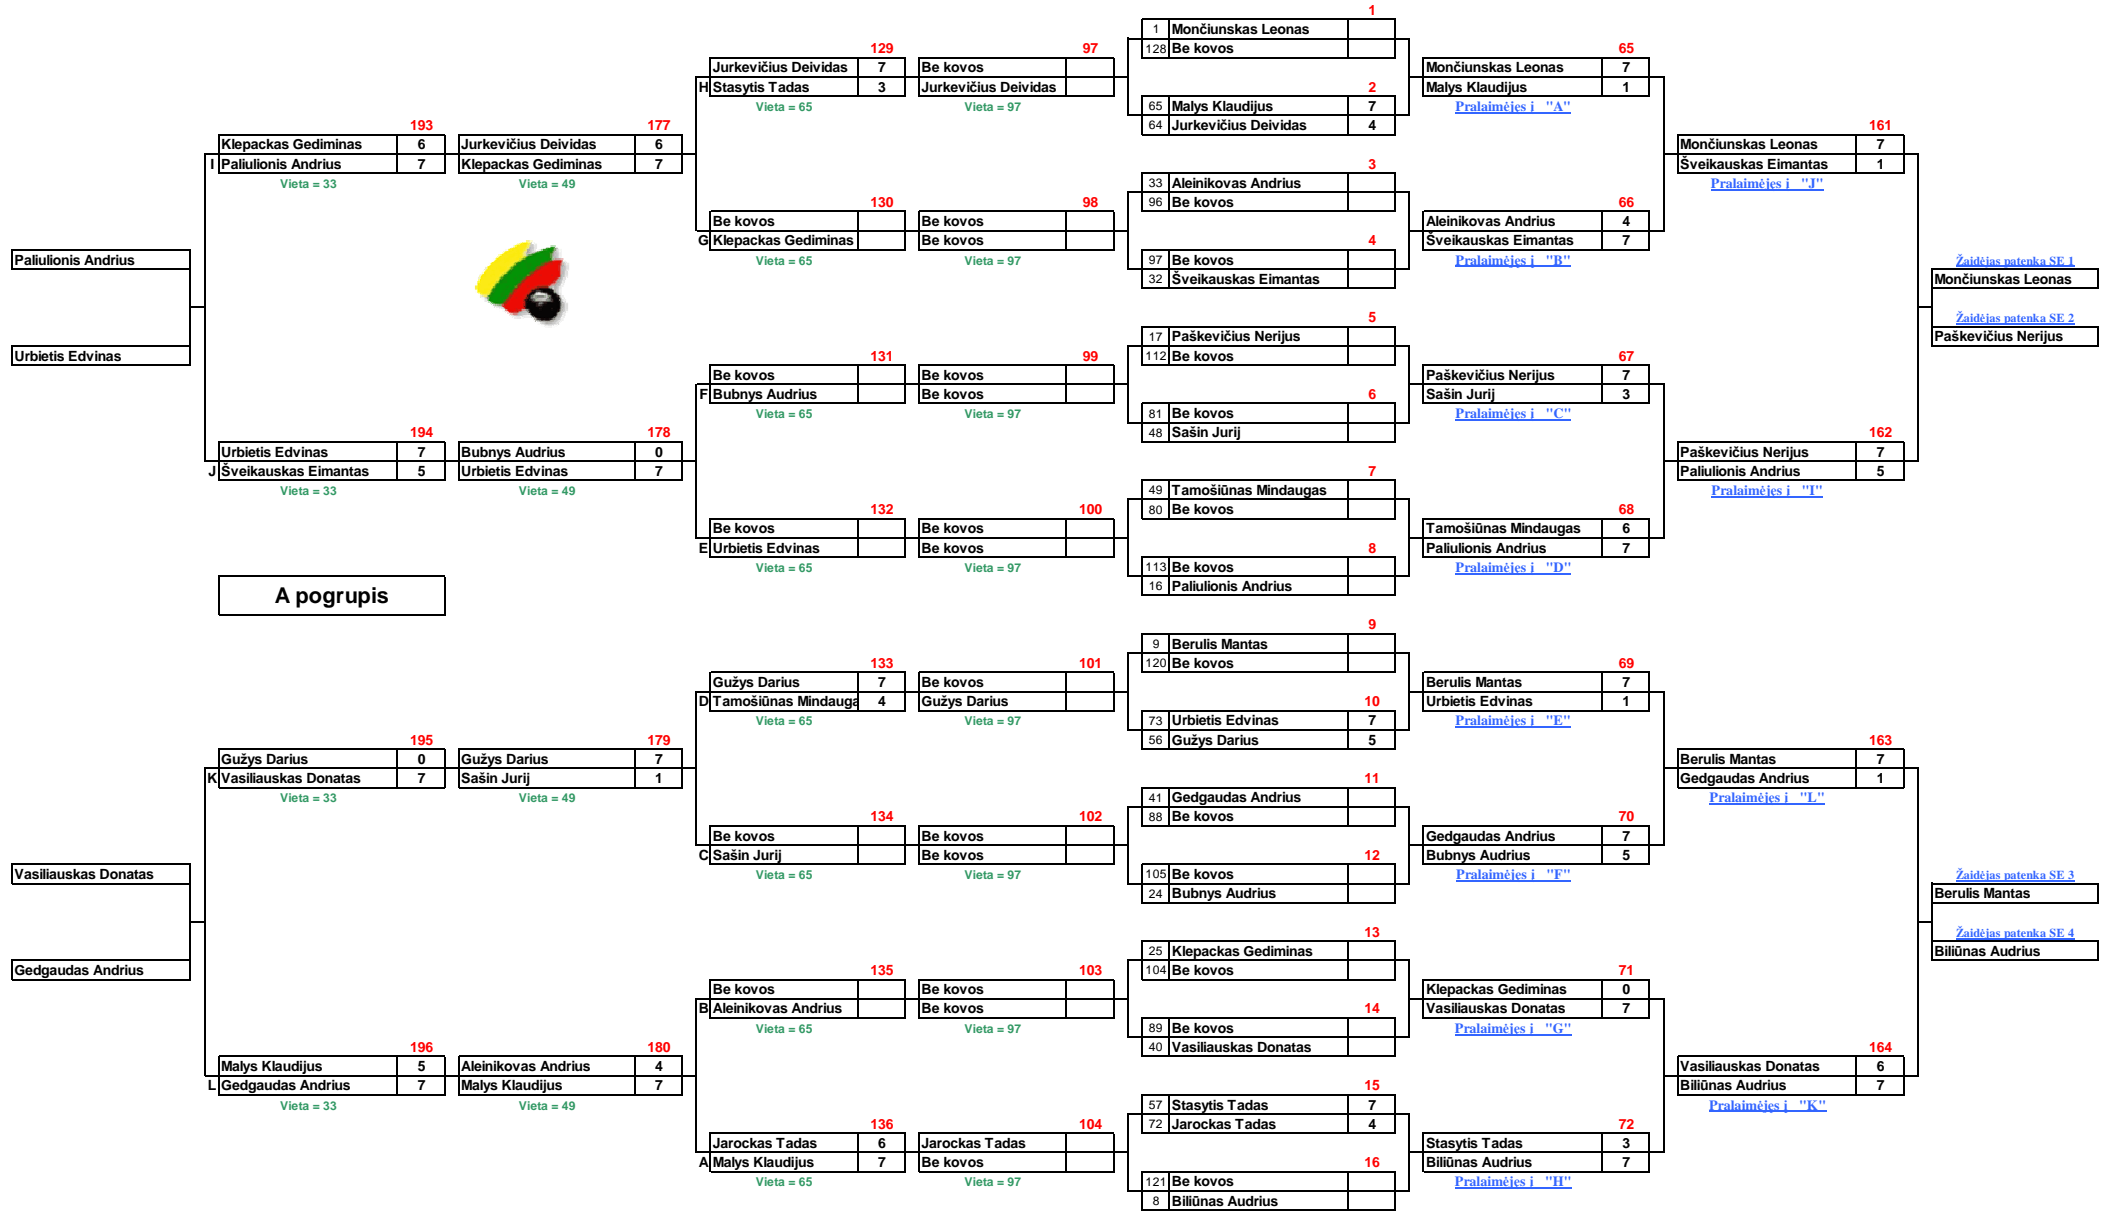 1
1 Mončiunskas Leonas
129 97 128 Be kovos 65
Jurkevičius Deividas 7 Be kovos Mončiunskas Leonas 7
H Stasytis Tadas 3 Jurkevičius Deividas 2 Malys Klaudijus 1
Vieta = 65 Vieta = 97 65 Malys Klaudijus 7 Pralaimėjęs į "A"
193 177 64 Jurkevičius Deividas 4 161
Klepackas Gediminas 6 Jurkevičius Deividas 6 Mončiunskas Leonas 7
I Paliulionis Andrius 7 Klepackas Gediminas 7 3 Šveikauskas Eimantas 1
Vieta = 33 Vieta = 49 33 Aleinikovas Andrius Pralaimėjęs į "J"
130 98 96 Be kovos 66
Be kovos Be kovos Aleinikovas Andrius 4
G Klepackas Gediminas Be kovos 4 Šveikauskas Eimantas 7
Paliulionis Andrius Vieta = 65 Vieta = 97 97 Be kovos Pralaimėjęs į "B" Žaidėjas patenka SE 1
32 Šveikauskas Eimantas Mončiunskas Leonas
5 Žaidėjas patenka SE 2
17 Paškevičius Nerijus Paškevičius Nerijus
Urbietis Edvinas 131 99 112 Be kovos 67
Be kovos Be kovos Paškevičius Nerijus 7
F Bubnys Audrius Be kovos 6 Sašin Jurij 3
Vieta = 65 Vieta = 97 81 Be kovos Pralaimėjęs į "C"
194 178 48 Sašin Jurij 162
Urbietis Edvinas 7 Bubnys Audrius 0 Paškevičius Nerijus 7
J Šveikauskas Eimantas 5 Urbietis Edvinas 7 7 Paliulionis Andrius 5
Vieta = 33 Vieta = 49 49 Tamošiūnas Mindaugas Pralaimėjęs į "I"
132 100 80 Be kovos 68
Be kovos Be kovos Tamošiūnas Mindaugas 6
E Urbietis Edvinas Be kovos 8 Paliulionis Andrius 7
Vieta = 65 Vieta = 97 113 Be kovos Pralaimėjęs į "D"
A pogrupis 16 Paliulionis Andrius
9
9 Berulis Mantas
133 101 120 Be kovos 69
Gužys Darius 7 Be kovos Berulis Mantas 7
D Tamošiūnas Mindauga 4 Gužys Darius 10 Urbietis Edvinas 1
Vieta = 65 Vieta = 97 73 Urbietis Edvinas 7 Pralaimėjęs į "E"
195 179 56 Gužys Darius 5 163
Gužys Darius 0 Gužys Darius 7 Berulis Mantas 7
K Vasiliauskas Donatas 7 Sašin Jurij 1 11 Gedgaudas Andrius 1
Vieta = 33 Vieta = 49 41 Gedgaudas Andrius Pralaimėjęs į "L"
134 102 88 Be kovos 70
Be kovos Be kovos Gedgaudas Andrius 7
C Sašin Jurij Be kovos 12 Bubnys Audrius 5
Vasiliauskas Donatas Vieta = 65 Vieta = 97 105 Be kovos Pralaimėjęs į "F" Žaidėjas patenka SE 3
24 Bubnys Audrius Berulis Mantas
13 Žaidėjas patenka SE 4
25 Klepackas Gediminas Biliūnas Audrius
Gedgaudas Andrius 135 103 104 Be kovos 71
Be kovos Be kovos Klepackas Gediminas 0
B Aleinikovas Andrius Be kovos 14 Vasiliauskas Donatas 7
Vieta = 65 Vieta = 97 89 Be kovos Pralaimėjęs į "G"
196 180 40 Vasiliauskas Donatas 164
Malys Klaudijus 5 Aleinikovas Andrius 4 Vasiliauskas Donatas 6
L Gedgaudas Andrius 7 Malys Klaudijus 7 15 Biliūnas Audrius 7
Vieta = 33 Vieta = 49 57 Stasytis Tadas 7 Pralaimėjęs į "K"
136 104 72 Jarockas Tadas 4 72
Jarockas Tadas 6 Jarockas Tadas Stasytis Tadas 3
A Malys Klaudijus 7 Be kovos 16 Biliūnas Audrius 7
Vieta = 65 Vieta = 97 121 Be kovos Pralaimėjęs į "H"
8 Biliūnas Audrius